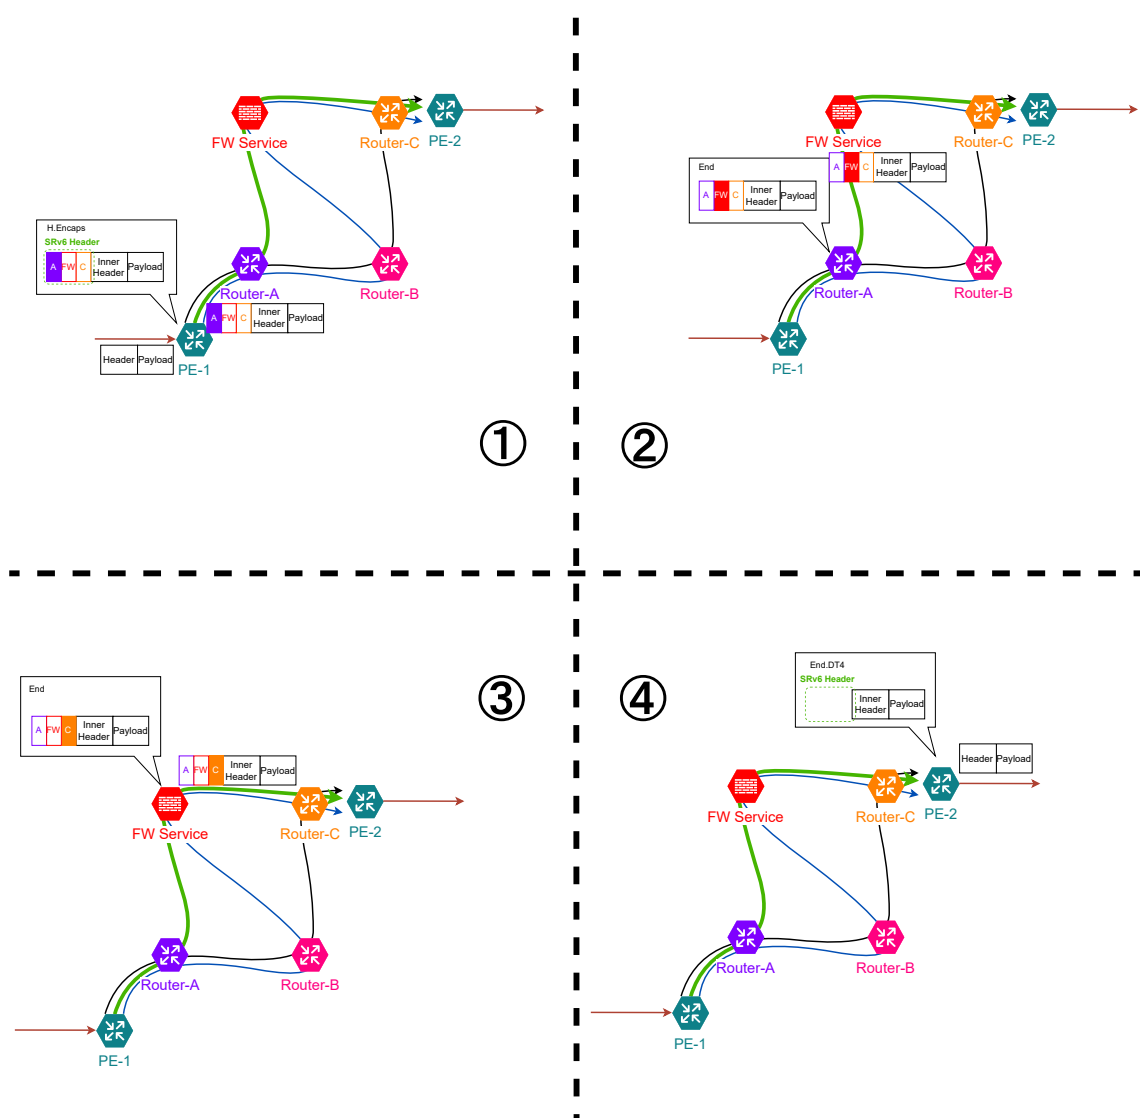 FW Service
Router-C
PE-2
H.Encaps
SRv6 Header
A FW C Inner Header Payload
Router-A
Router-B
A FW C Inner Header Payload
Header Payload
PE-1
①
FW Service
Router-C
PE-2
A FW C Inner Header Payload
End
A FW C Inner Header Payload
Router-A
Router-B
PE-1
②
③
End
A FW C Inner Header Payload
A FW C Inner Header Payload
FW Service
Router-C
PE-2
Router-A
Router-B
PE-1
④
End.DT4
SRv6 Header
Inner Header Payload
Header Payload
FW Service
Router-C
PE-2
Router-A
Router-B
PE-1